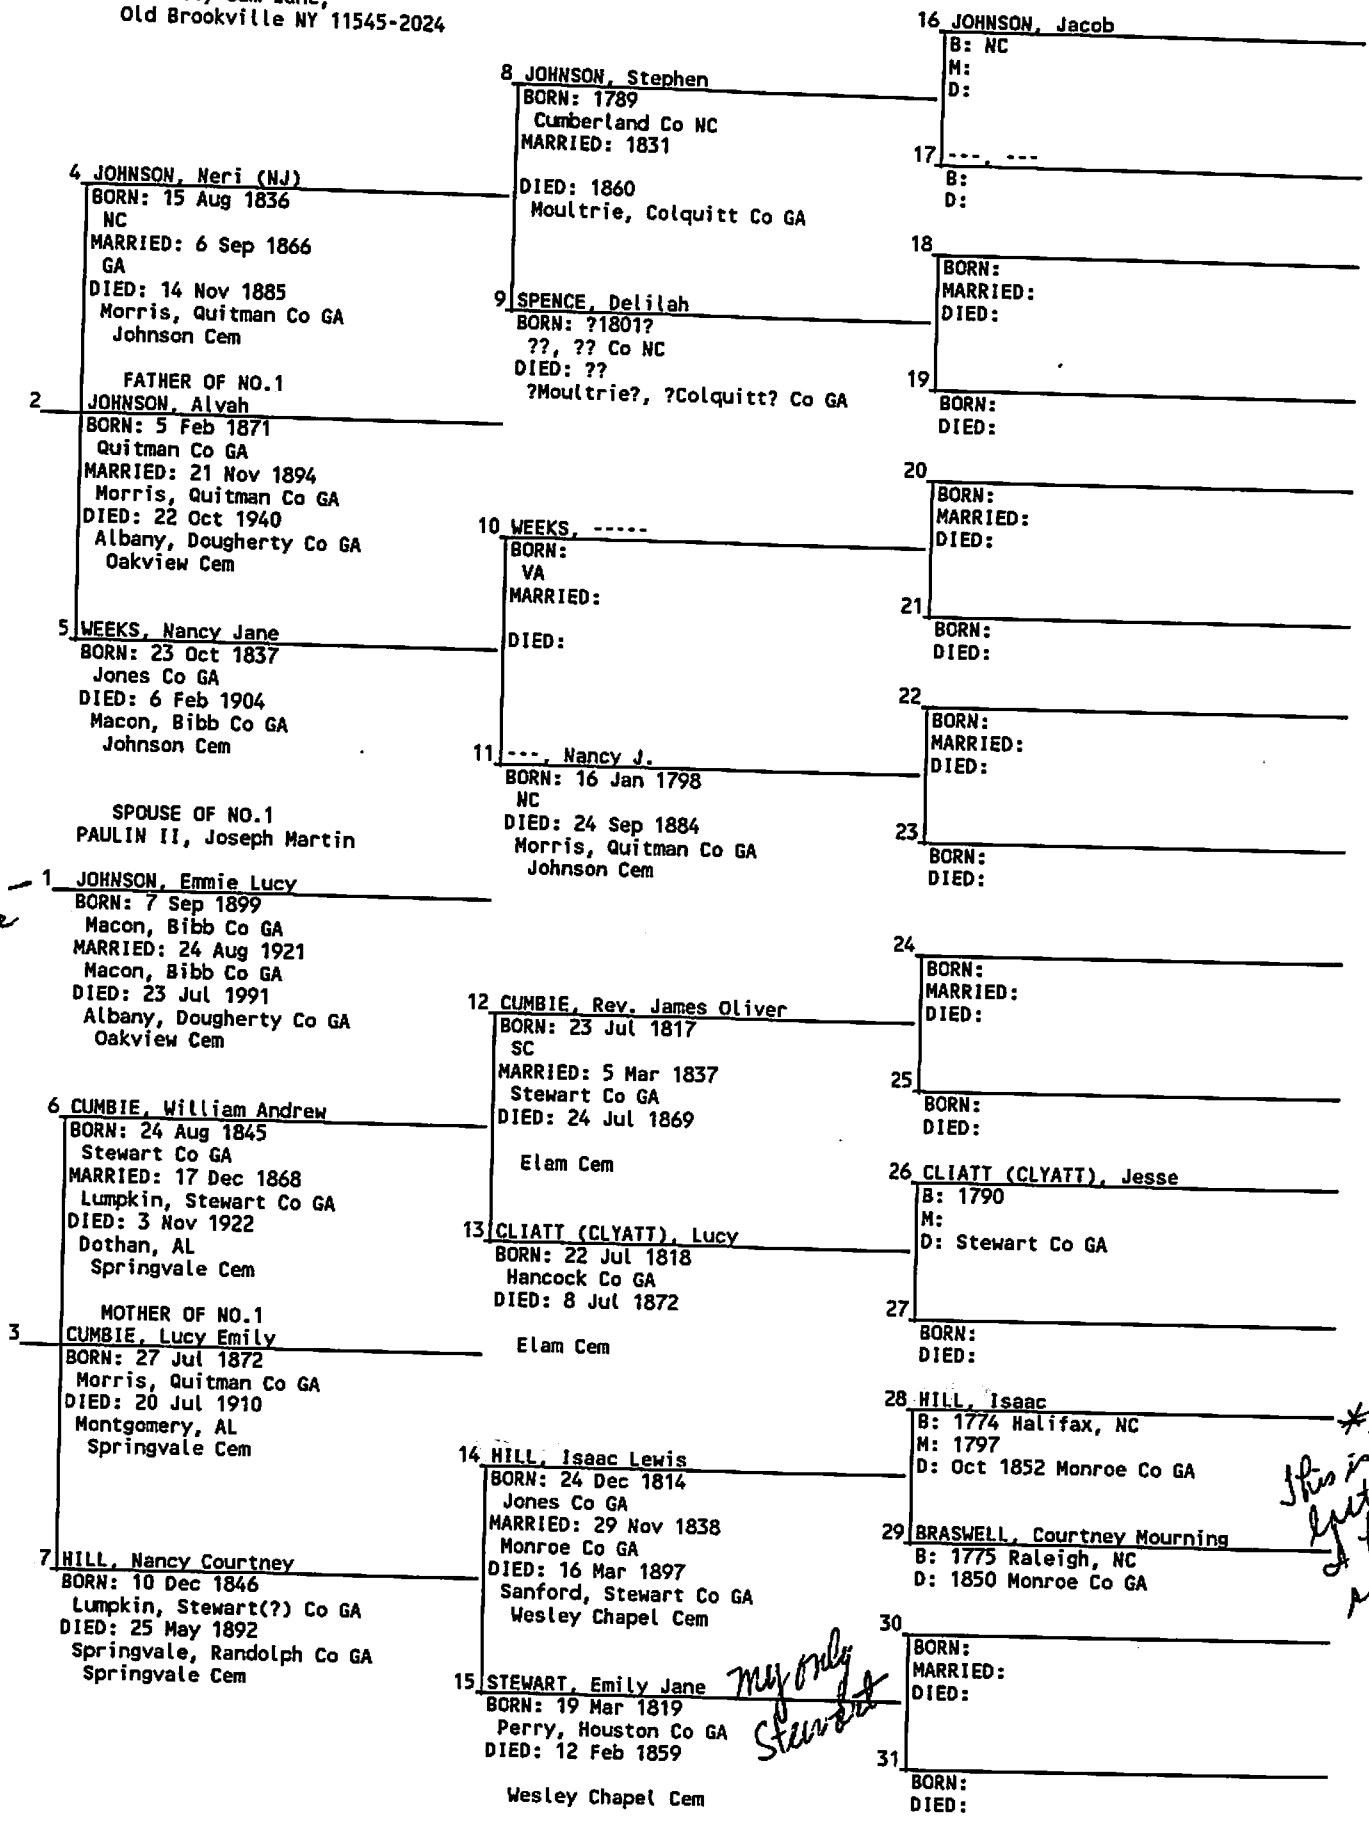 Old Brookville NY 11545-2024
4 JOHNSON, Neri (NJ)
BORN: 15 Aug 1836
NC
MARRIED: 6 Sep 1866
GA
DIED: 14 Nov 1885
Morris, Quitman Co GA
Johnson Cem
FATHER OF NO.1
2 JOHNSON, Alvah
BORN: 5 Feb 1871
Quitman Co GA
MARRIED: 21 Nov 1894
Morris, Quitman Co GA
DIED: 22 Oct 1940
Albany, Dougherty Co GA
Oakview Cem
5 WEEKS, Nancy Jane
BORN: 23 Oct 1837
Jones Co GA
DIED: 6 Feb 1904
Macon, Bibb Co GA
Johnson Cem
SPOUSE OF NO.1
PAULIN II, Joseph Martin
1 JOHNSON, Emmie Lucy
BORN: 7 Sep 1899
Macon, Bibb Co GA
MARRIED: 24 Aug 1921
Macon, Bibb Co GA
DIED: 23 Jul 1991
Albany, Dougherty Co GA
Oakview Cem
6 CUMBIE, William Andrew
BORN: 24 Aug 1845
Stewart Co GA
MARRIED: 17 Dec 1868
Lumpkin, Stewart Co GA
DIED: 3 Nov 1922
Dothan, AL
Springvale Cem
MOTHER OF NO.1
3 CUMBIE, Lucy Emily
BORN: 27 Jul 1872
Morris, Quitman Co GA
DIED: 20 Jul 1910
Montgomery, AL
Springvale Cem
7 HILL, Nancy Courtney
BORN: 10 Dec 1846
Lumpkin, Stewart(?) Co GA
DIED: 25 May 1892
Springvale, Randolph Co GA
Springvale Cem
8 JOHNSON, Stephen
BORN: 1789
Cumberland Co NC
MARRIED: 1831
DIED: 1860
Moultrie, Colquitt Co GA
9 SPENCE, Delilah
BORN: ?1801?
??, ?? Co NC
DIED: ??
?Moultrie?, ?Colquitt? Co GA
10 WEEKS, -----
BORN:
VA
MARRIED:
DIED:
11 ---, Nancy J.
BORN: 16 Jan 1798
NC
DIED: 24 Sep 1884
Morris, Quitman Co GA
Johnson Cem
12 CUMBIE, Rev. James Oliver
BORN: 23 Jul 1817
SC
MARRIED: 5 Mar 1837
Stewart Co GA
DIED: 24 Jul 1869
Elam Cem
13 CLIATT (CLYATT), Lucy
BORN: 22 Jul 1818
Hancock Co GA
DIED: 8 Jul 1872
Elam Cem
14 HILL, Isaac Lewis
BORN: 24 Dec 1814
Jones Co GA
MARRIED: 29 Nov 1838
Monroe Co GA
DIED: 16 Mar 1897
Sanford, Stewart Co GA
Wesley Chapel Cem
15 STEWART, Emily Jane
BORN: 19 Mar 1819
Perry, Houston Co GA
DIED: 12 Feb 1859
Wesley Chapel Cem
My only
Stewart
16 JOHNSON, Jacob
B: NC
M:
D:
17 ---, ---
B:
D:
18
BORN:
MARRIED:
DIED:
19
BORN:
DIED:
20
BORN:
MARRIED:
DIED:
21
BORN:
DIED:
22
BORN:
MARRIED:
DIED:
23
BORN:
DIED:
24
BORN:
MARRIED:
DIED:
25
BORN:
DIED:
26 CLIATT (CLYATT), Jesse
B: 1790
M:
D: Stewart Co GA
27
BORN:
DIED:
28 HILL, Isaac
B: 1774 Halifax, NC
M: 1797
D: Oct 1852 Monroe Co GA
29 BRASWELL, Courtney Mourning
B: 1775 Raleigh, NC
D: 1850 Monroe Co GA
*
This
30
BORN:
MARRIED:
DIED:
31
BORN:
DIED: